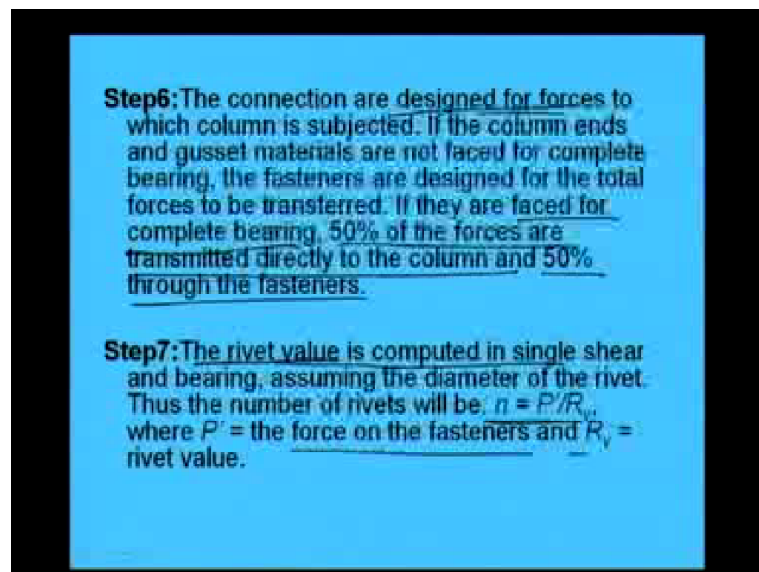 Step6:The connection are designed for forces to
which column is subjected. If the column ends
and gusset materials are not faced for complete
bearing, the fasteners are designed for the total
forces to be transferred. If they are faced for
complete bearing, 50% of the forces are
transmitted directly to the column and 50%
through the fasteners.
Step7:The rivet value is computed in single shear
and bearing, assuming the diameter of the rivet.
Thus the number of rivets will be, n = P'/Rv,
where P' = the force on the fasteners and Rv =
rivet value.